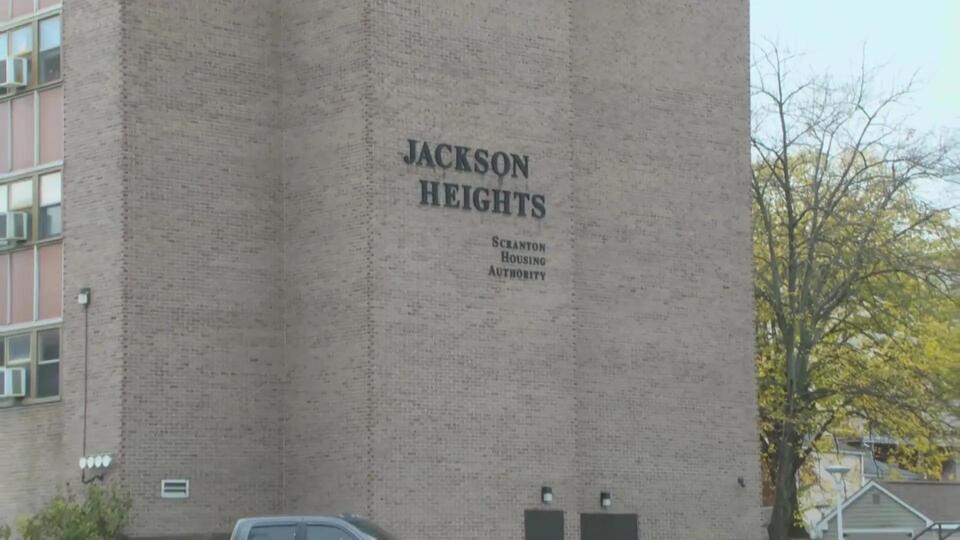 JACKSON
HEIGHTS
SCRANTON
HOUSING
AUTHORITY